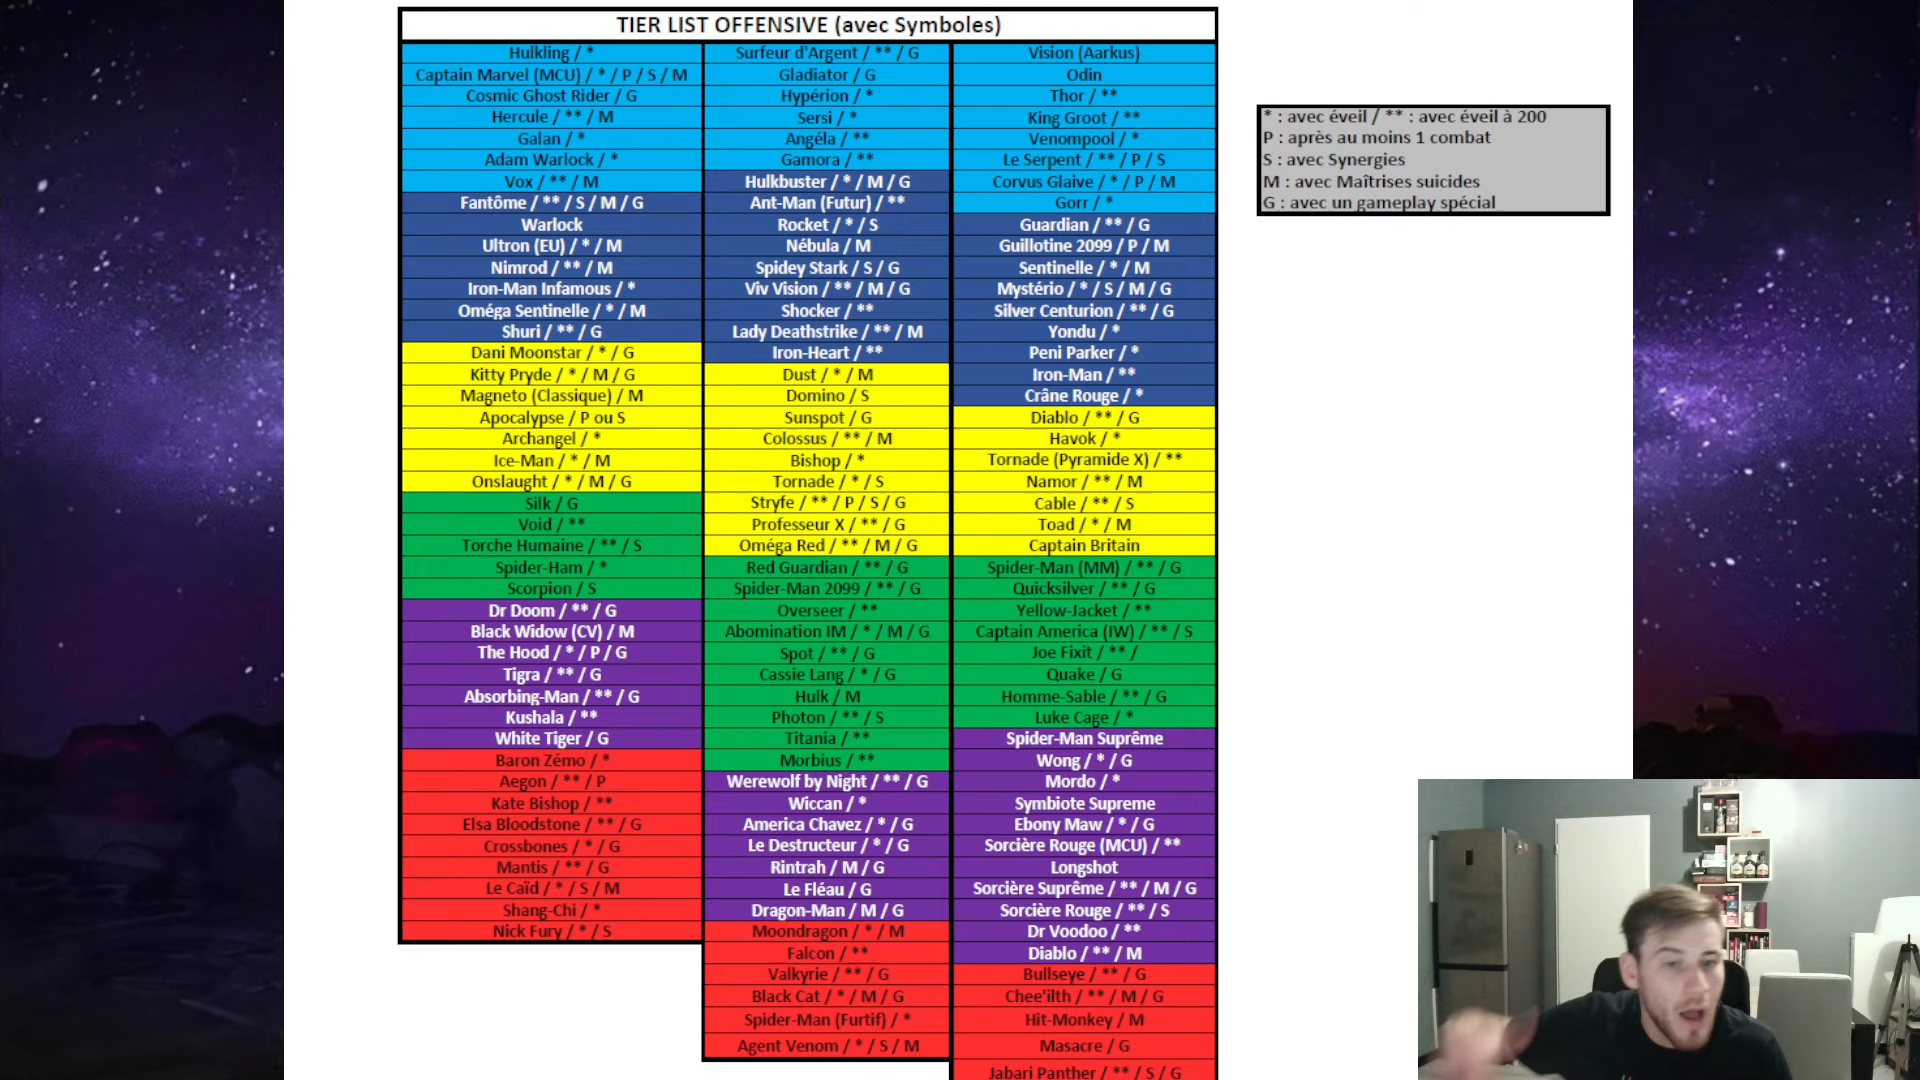 TIER LIST OFFENSIVE (avec Symboles)
Hulkling / *
Captain Marvel (MCU) / * / P / S / M
Cosmic Ghost Rider / G
Hercule / ** / M
Galan / *
Adam Warlock / *
Vox / ** / M
Fantôme / ** / S / M / G
Warlock
Ultron (EU) / * / M
Nimrod / ** / M
Iron-Man Infamous / *
Oméga Sentinelle / * / M
Shuri / ** / G
Dani Moonstar / * / G
Kitty Pryde / * / M / G
Magneto (Classique) / M
Apocalypse / P ou S
Archangel / *
Ice-Man / * / M
Onslaught / * / M / G
Silk / G
Void / **
Torche Humaine / ** / S
Spider-Ham / *
Scorpion / S
Dr Doom / ** / G
Black Widow (CV) / M
The Hood / * / P / G
Tigra / ** / G
Absorbing-Man / ** / G
Kushala / **
White Tiger / G
Baron Zémo / *
Aegon / ** / P
Kate Bishop / **
Elsa Bloodstone / ** / G
Crossbones / * / G
Mantis / ** / G
Le Caïd / * / S / M
Shang-Chi / *
Nick Fury / * / S
Surfeur d'Argent / ** / G
Gladiator / G
Hypérion / *
Sersi / *
Angéla / **
Gamora / **
Hulkbuster / * / M / G
Ant-Man (Futur) / **
Rocket / * / S
Nébula / M
Spidey Stark / S / G
Viv Vision / ** / M / G
Shocker / **
Lady Deathstrike / ** / M
Iron-Heart / **
Dust / * / M
Domino / S
Sunspot / G
Colossus / ** / M
Bishop / *
Tornade / * / S
Stryfe / ** / P / S / G
Professeur X / ** / G
Oméga Red / ** / M / G
Red Guardian / ** / G
Spider-Man 2099 / ** / G
Overseer / **
Abomination IM / * / M / G
Spot / ** / G
Cassie Lang / * / G
Hulk / M
Photon / ** / S
Titania / **
Morbius / **
Werewolf by Night / ** / G
Wiccan / *
America Chavez / * / G
Le Destructeur / * / G
Rintrah / M / G
Le Fléau / G
Dragon-Man / M / G
Moondragon / * / M
Falcon / **
Valkyrie / ** / G
Black Cat / * / M / G
Spider-Man (Furtif) / *
Agent Venom / * / S / M
Vision (Aarkus)
Odin
Thor / **
King Groot / **
Venompool / *
Le Serpent / ** / P / S
Corvus Glaive / * / P / M
Gorr / *
Guardian / ** / G
Guillotine 2099 / P / M
Sentinelle / * / M
Mystério / * / S / M / G
Silver Centurion / ** / G
Yondu / *
Peni Parker / *
Iron-Man / **
Crâne Rouge / *
Diablo / ** / G
Havok / *
Tornade (Pyramide X) / **
Namor / ** / M
Cable / ** / S
Toad / * / M
Captain Britain
Spider-Man (MM) / ** / G
Quicksilver / ** / G
Yellow-Jacket / **
Captain America (IW) / ** / S
Joe Fixit / ** /
Quake / G
Homme-Sable / ** / G
Luke Cage / *
Spider-Man Suprême
Wong / * / G
Mordo / *
Symbiote Supreme
Ebony Maw / * / G
Sorcière Rouge (MCU) / **
Longshot
Sorcière Suprême / ** / M / G
Sorcière Rouge / ** / S
Dr Voodoo / **
Diablo / ** / M
Bullseye / ** / G
Chee'ilth / ** / M / G
Hit-Monkey / M
Masacre / G
Jabari Panther / ** / S / G
* : avec éveil / ** : avec éveil à 200
P : après au moins 1 combat
S : avec Synergies
M : avec Maîtrises suicides
G : avec un gameplay spécial